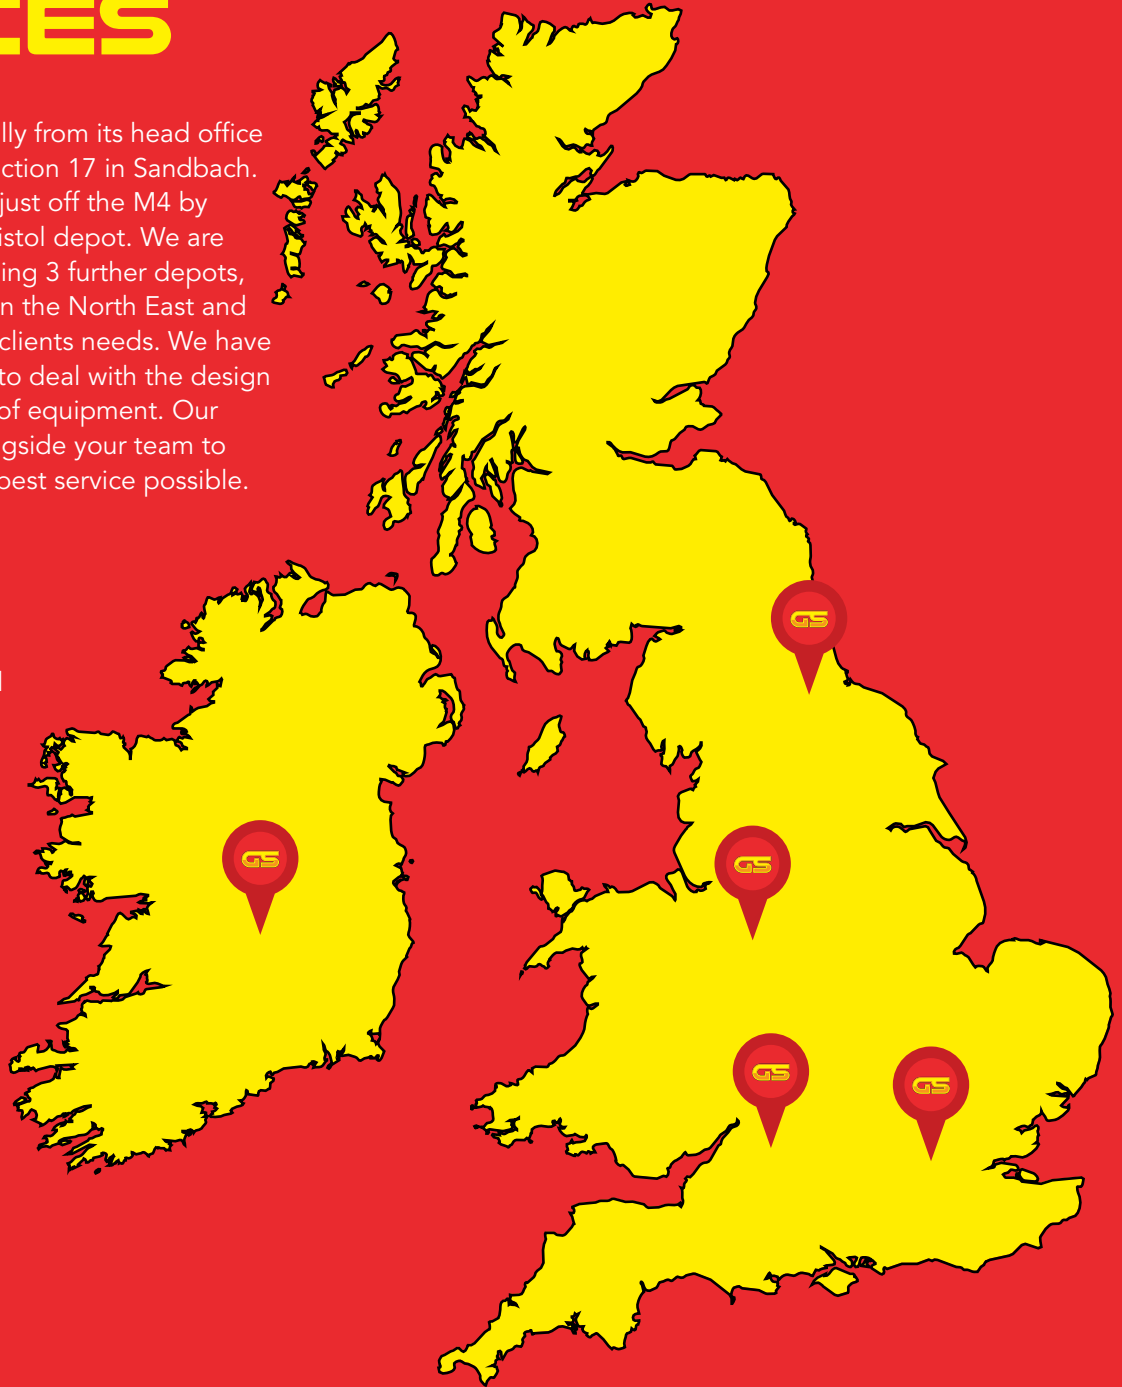 CES
lly from its head office
ction 17 in Sandbach.
just off the M4 by
istol depot. We are
ing 3 further depots,
n the North East and
clients needs. We have
to deal with the design
of equipment. Our
gside your team to
best service possible.
GS
GS
GS
GS
GS